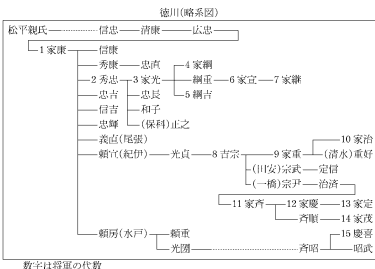 徳川(略系図)
松平親氏 信忠 清康 広忠
1家康 信康
秀康 忠直 4家綱
2秀忠 3家光 綱重 6家宣 7家継
忠吉 忠長 5綱吉
信吉 和子
忠輝 (保科)正之
義直(尾張) 10家治
頼宣(紀伊) 光貞 8吉宗 9家重 (清水)重好
(川安)宗武 定信
(一橋)宗尹 治済
11家斉 12家慶 13家定
斉順 14家茂
頼房(水戸) 頼重 15慶喜
光圀 斉昭 昭武
数字は将軍の代数